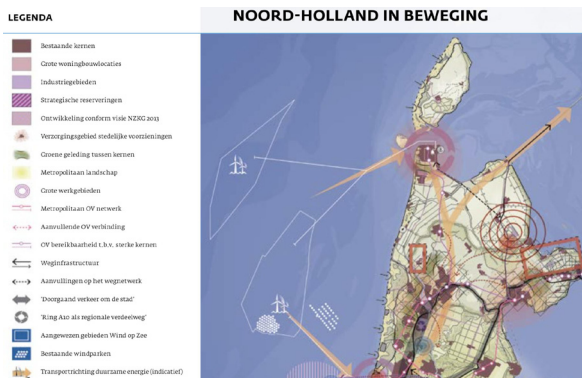 LEGENDA
NOORD-HOLLAND IN BEWEGING
Bestaande kernen
Grote woningbouwlocaties
Industriegebieden
Strategische reserveringen
Ontwikkeling conform visie NZKG 2013
Verzorgingsgebied stedelijke voorzieningen
Groene geleding tussen kernen
Metropolitaan landschap
Grote werkgebieden
Metropolitaan OV netwerk
Aanvullende OV verbinding
OV bereikbaarheid t.b.v. sterke kernen
Weginfrastructuur
Aanvullingen op het wegnetwerk
'Doorgaand verkeer om de stad'
'Ring A10 als regionale verdeelweg'
Aangewezen gebieden Wind op Zee
Bestaande windparken
Transportrichting duurzame energie (indicatief)